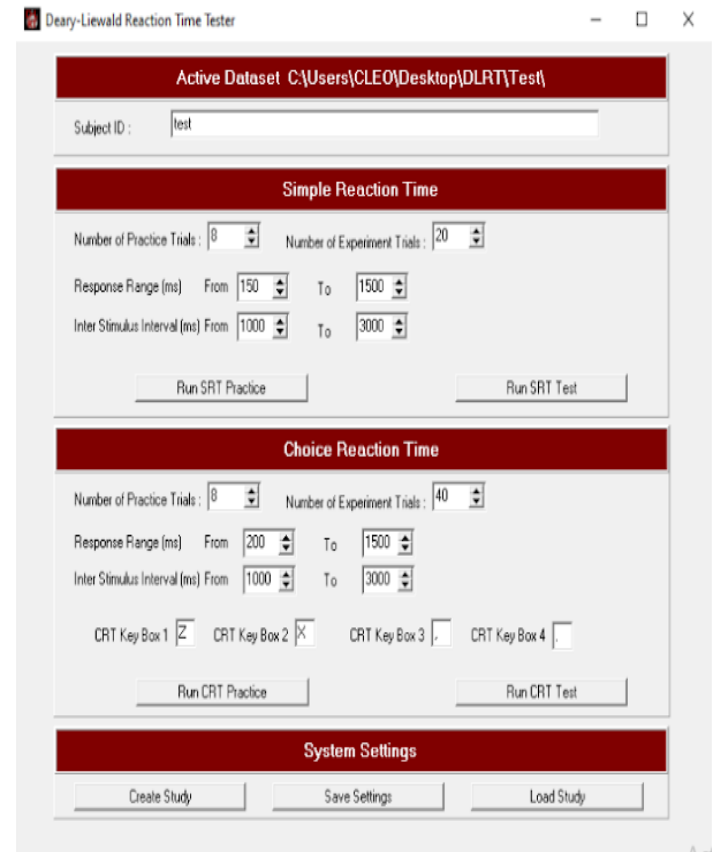 Deary-Liewald Reaction Time Tester
Active Dataset C:\Users\CLEO\Desktop\DLRT\Test\
Subject ID : test
Simple Reaction Time
Number of Practice Trials : 8 Number of Experiment Trials : 20
Response Range (ms) From 150 To 1500
Inter Stimulus Interval (ms) From 1000 To 3000
Run SRT Practice Run SRT Test
Choice Reaction Time
Number of Practice Trials : 8 Number of Experiment Trials : 40
Response Range (ms) From 200 To 1500
Inter Stimulus Interval (ms) From 1000 To 3000
CRT Key Box 1 Z CRT Key Box 2 X CRT Key Box 3 , CRT Key Box 4 .
Run CRT Practice Run CRT Test
System Settings
Create Study Save Settings Load Study